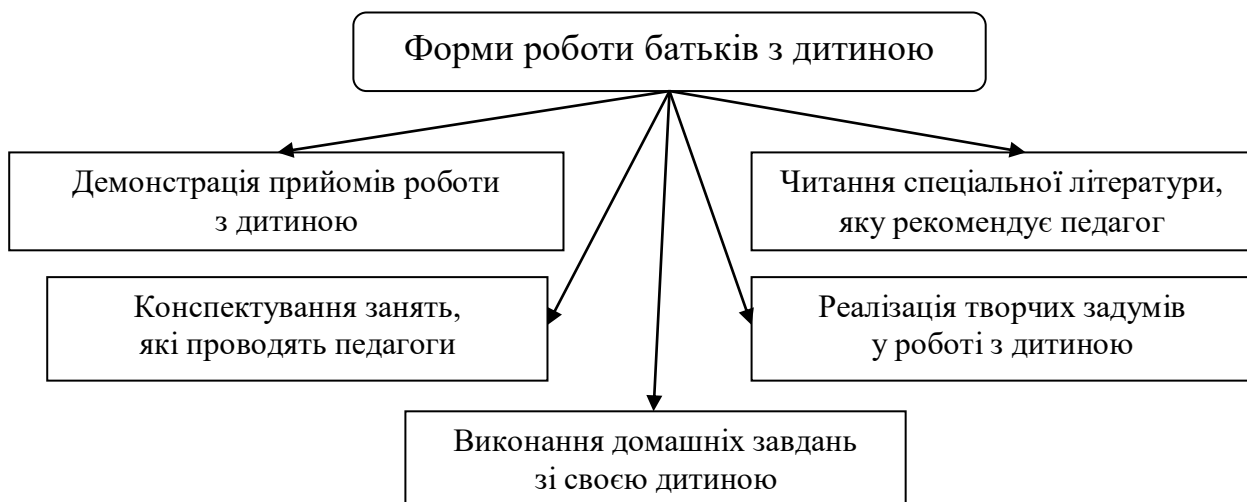 Форми роботи батьків з дитиною
Демонстрація прийомів роботи
з дитиною
Читання спеціальної літератури,
яку рекомендує педагог
Конспектування занять,
які проводять педагоги
Реалізація творчих задумів
у роботі з дитиною
Виконання домашніх завдань
зі своєю дитиною